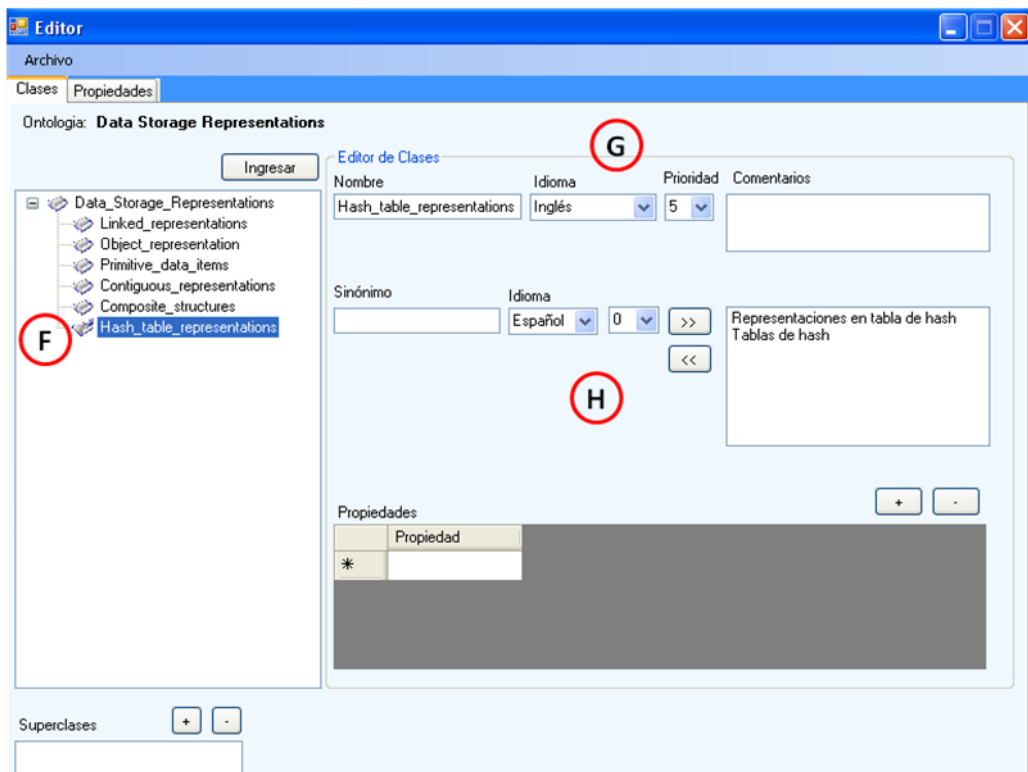 Editor
Archivo
Clases Propiedades
Ontologia: Data Storage Representations
G
Ingresar
Editor de Clases
Nombre Idioma Prioridad Comentarios
Hash_table_representations Inglés 5
Data_Storage_Representations
Linked_representations
Object_representation
Primitive_data_items
Contiguous_representations
Composite_structures
Hash_table_representations
F
Sinónimo Idioma
Español 0 >>
<<
Representaciones en tabla de hash
Tablas de hash
H
+ -
Propiedades
Propiedad
*
Superclases + -